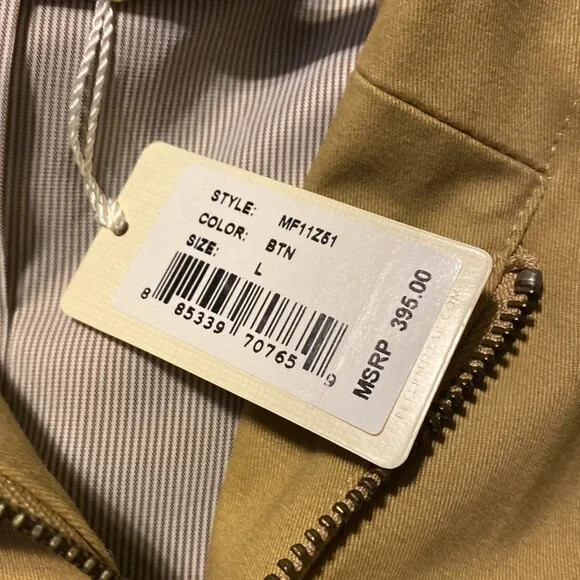 STYLE: MF11Z51
COLOR: BTN
SIZE: L
8 85339 70765 9
MSRP 395.00